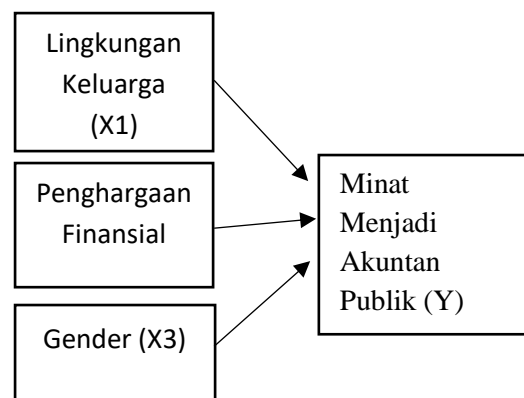 Lingkungan
Keluarga
(X1)
Penghargaan
Finansial
Gender (X3)
Minat
Menjadi
Akuntan
Publik (Y)